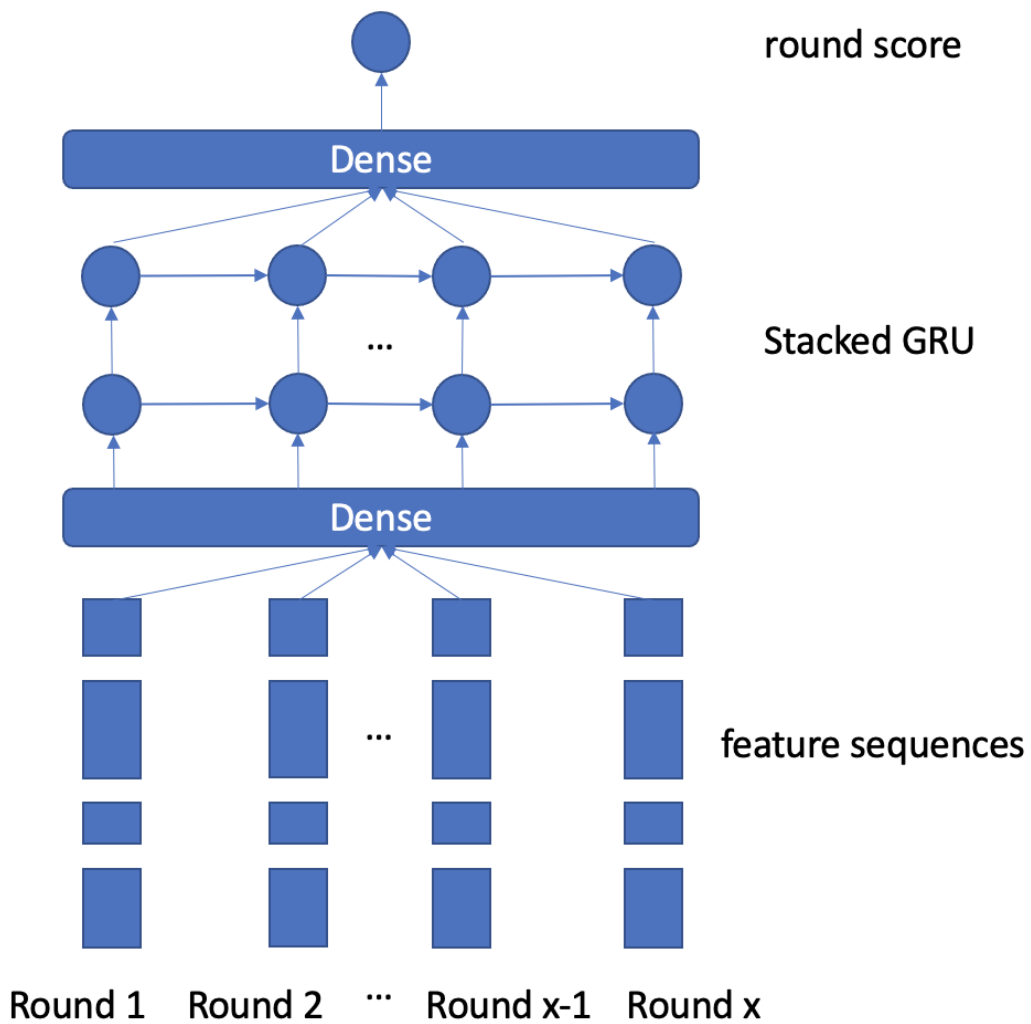 round score
Dense
...
Stacked GRU
Dense
...
feature sequences
Round 1 Round 2 ... Round x-1 Round x